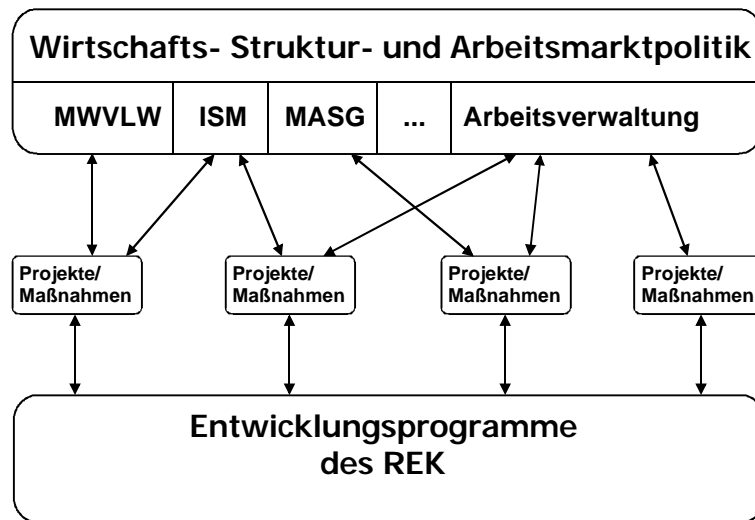 Wirtschafts- Struktur- und Arbeitsmarktpolitik
MWVLW ISM MASG ... Arbeitsverwaltung
Projekte/
Maßnahmen
Projekte/
Maßnahmen
Projekte/
Maßnahmen
Projekte/
Maßnahmen
Entwicklungsprogramme
des REK